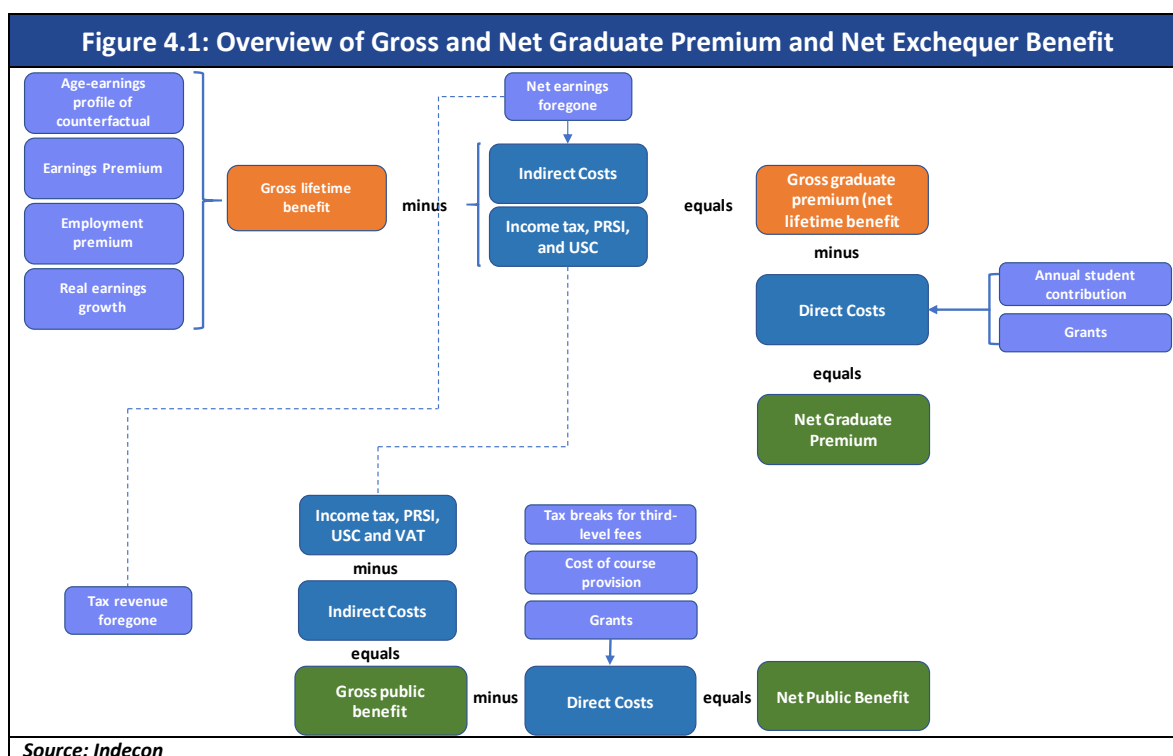 Figure 4.1: Overview of Gross and Net Graduate Premium and Net Exchequer Benefit
Age-earnings
profile of
counterfactual
Earnings Premium
Employment
premium
Real earnings
growth
Gross lifetime
benefit
minus
Net earnings
foregone
Indirect Costs
Income tax, PRSI,
and USC
equals
Gross graduate
premium (net
lifetime benefit
minus
Direct Costs
Annual student
contribution
Grants
equals
Net Graduate
Premium
Tax revenue
foregone
Income tax, PRSI,
USC and VAT
minus
Indirect Costs
equals
Gross public
benefit
minus
Tax breaks for third-
level fees
Cost of course
provision
Grants
Direct Costs
equals
Net Public Benefit
Source: Indecon